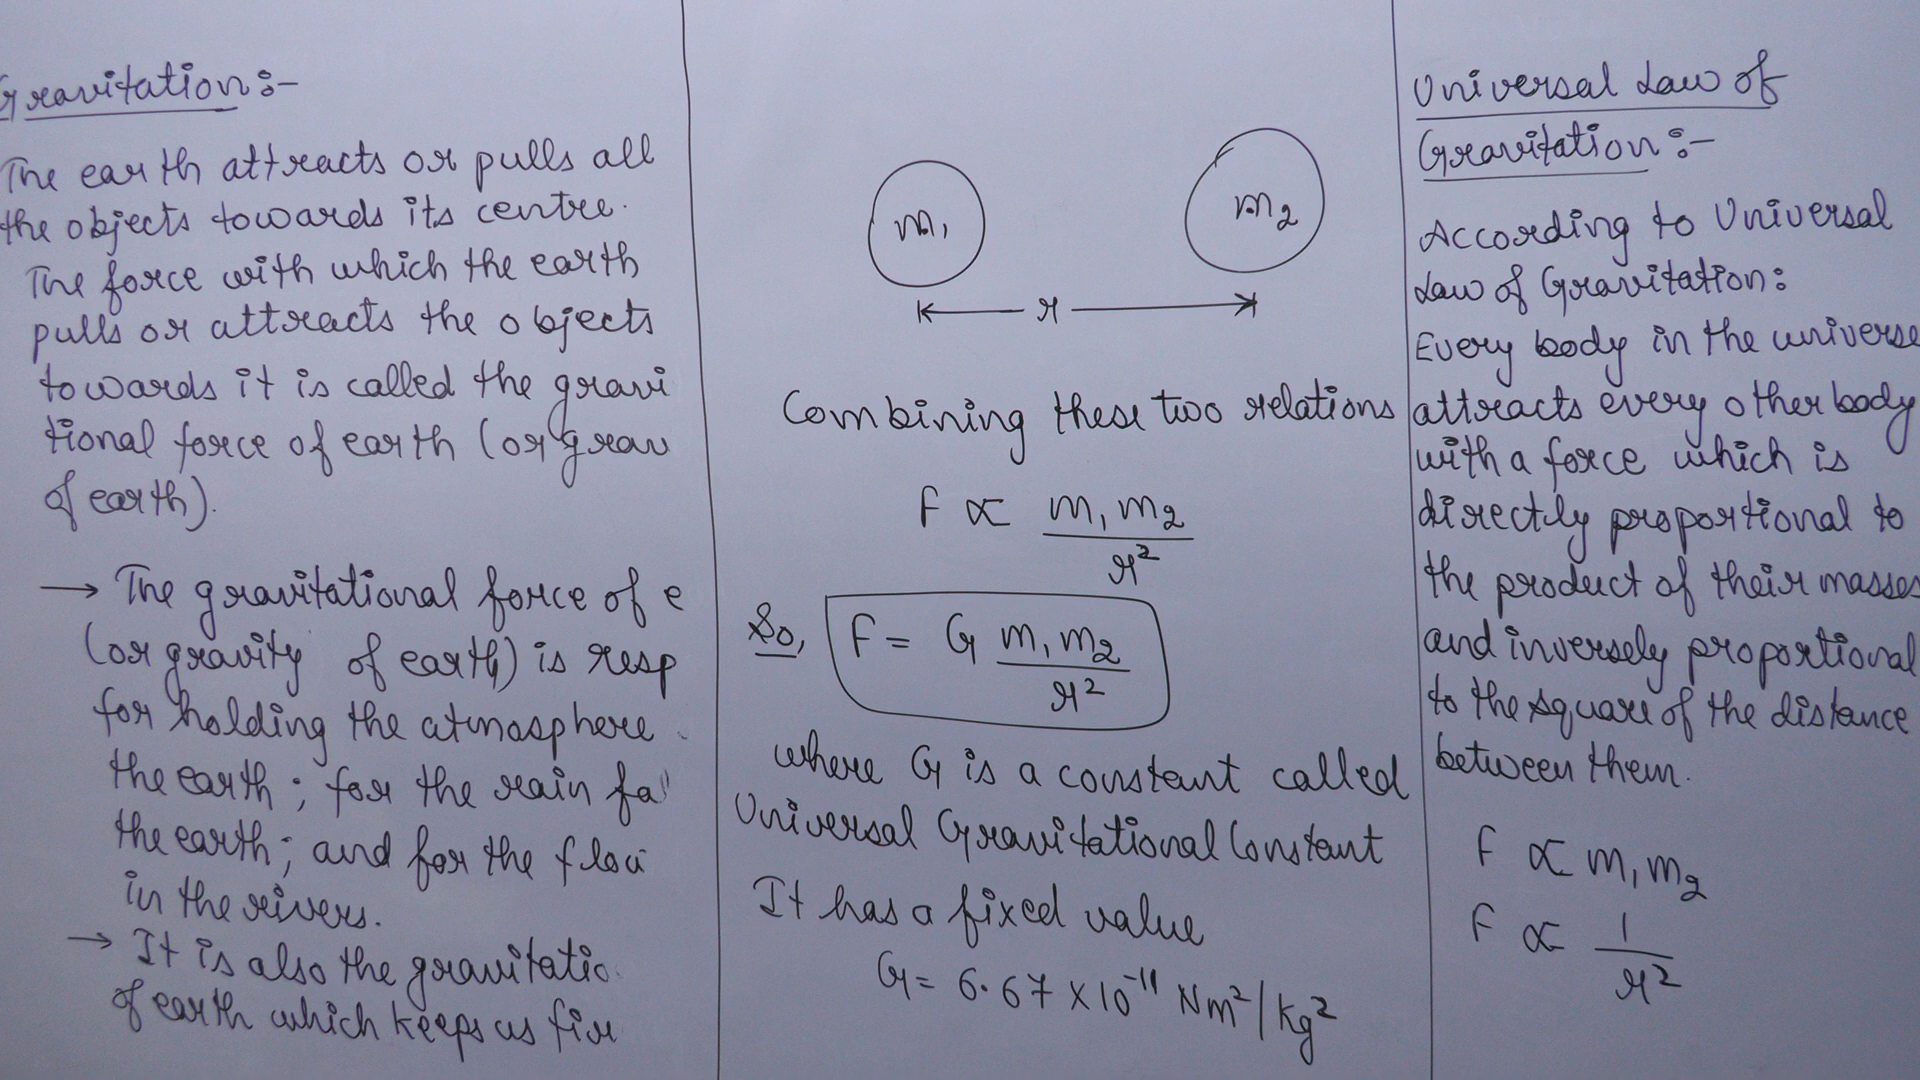 Gravitation:-
The earth attracts or pulls all
the objects towards its centre.
The force with which the earth
pulls or attracts the objects
towards it is called the gravi
tional force of earth (or grav
of earth).
→ The gravitational force of e
(or gravity of earth) is resp
for holding the atmosphere
the earth; for the rain fa
the earth; and for the flow
in the rivers.
→ It is also the gravitatio
of earth which keeps us fir
m1
m2
r
Combining these two relations
F ∝ m1 m2 / r²
So, F = G m1 m2 / r²
where G is a constant called
Universal Gravitational Constant
It has a fixed value
G = 6.67 × 10⁻¹¹ Nm²/kg²
Universal Law of
Gravitation:-
According to Universal
Law of Gravitation:
Every body in the universe
attracts every other body
with a force which is
directly proportional to
the product of their masses
and inversely proportional
to the square of the distance
between them.
F ∝ m1 m2
F ∝ 1 / r²